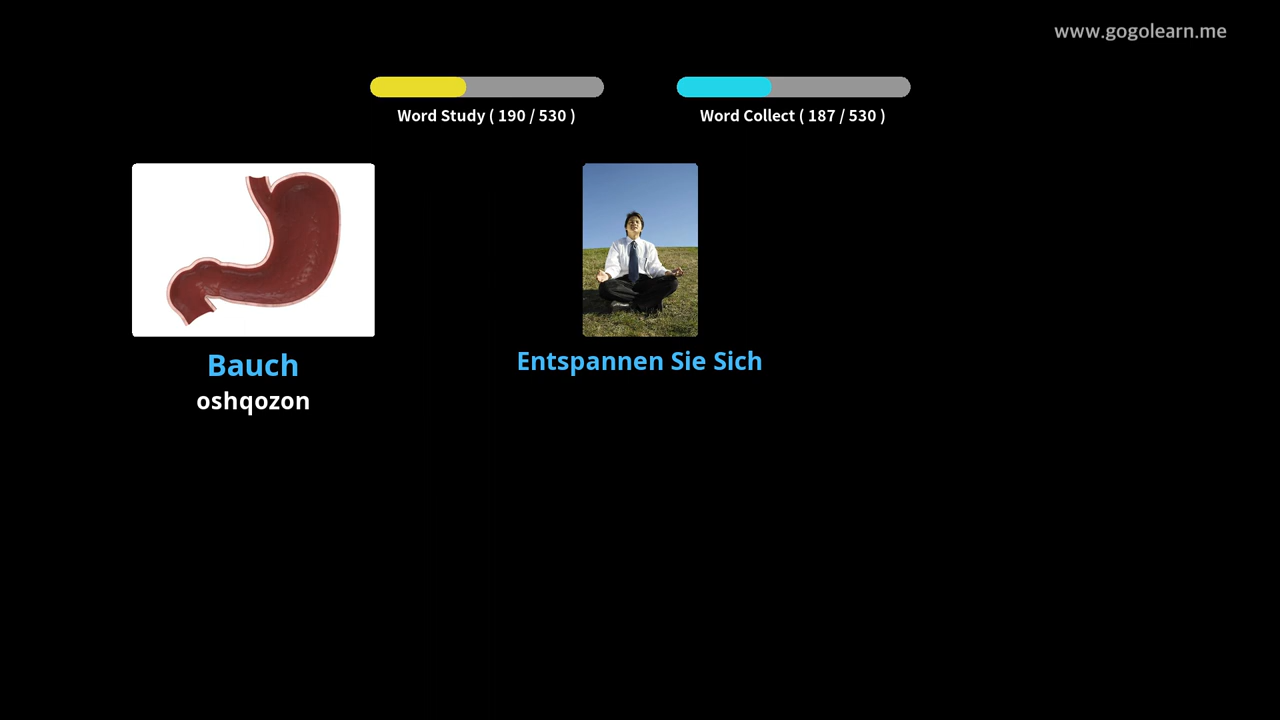 www.gogolearn.me
Word Study ( 190 / 530 )
Word Collect ( 187 / 530 )
Bauch
oshqozon
Entspannen Sie Sich